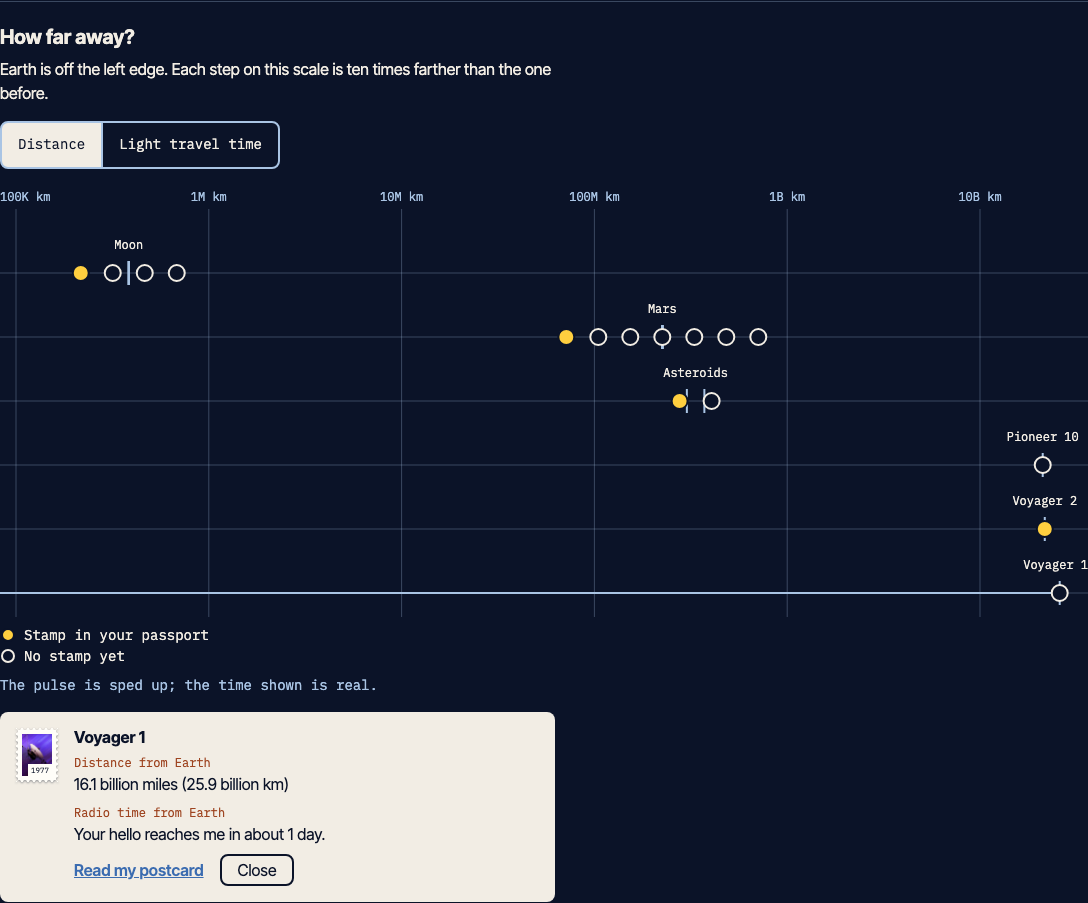 How far away?
Earth is off the left edge. Each step on this scale is ten times farther than the one
before.
Distance
Light travel time
100K km
1M km
10M km
100M km
1B km
10B km
Moon
Mars
Asteroids
Pioneer 10
Voyager 2
Voyager 1
Stamp in your passport
No stamp yet
The pulse is sped up; the time shown is real.
1977
Voyager 1
Distance from Earth
16.1 billion miles (25.9 billion km)
Radio time from Earth
Your hello reaches me in about 1 day.
Read my postcard
Close